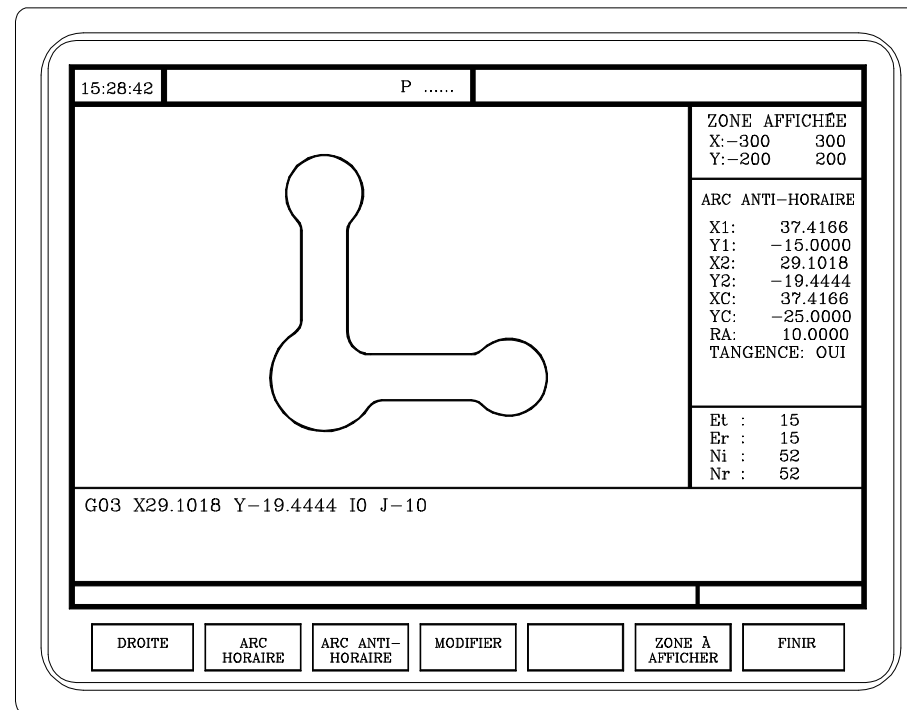 15:28:42
P ......
ZONE AFFICHÉE
X:-300 300
Y:-200 200
ARC ANTI-HORAIRE
X1: 37.4166
Y1: -15.0000
X2: 29.1018
Y2: -19.4444
XC: 37.4166
YC: -25.0000
RA: 10.0000
TANGENCE: OUI
Et : 15
Er : 15
Ni : 52
Nr : 52
G03 X29.1018 Y-19.4444 I0 J-10
DROITE
ARC
HORAIRE
ARC ANTI-
HORAIRE
MODIFIER
ZONE À
AFFICHER
FINIR